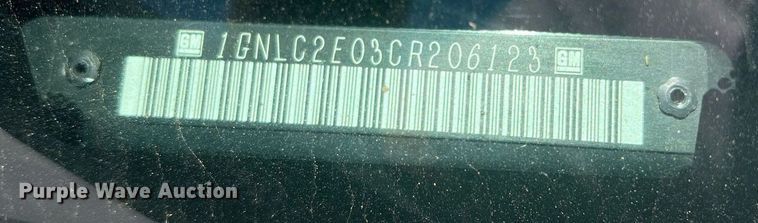 GM 1GNLC2E03CR206123 GM
Purple Wave Auction